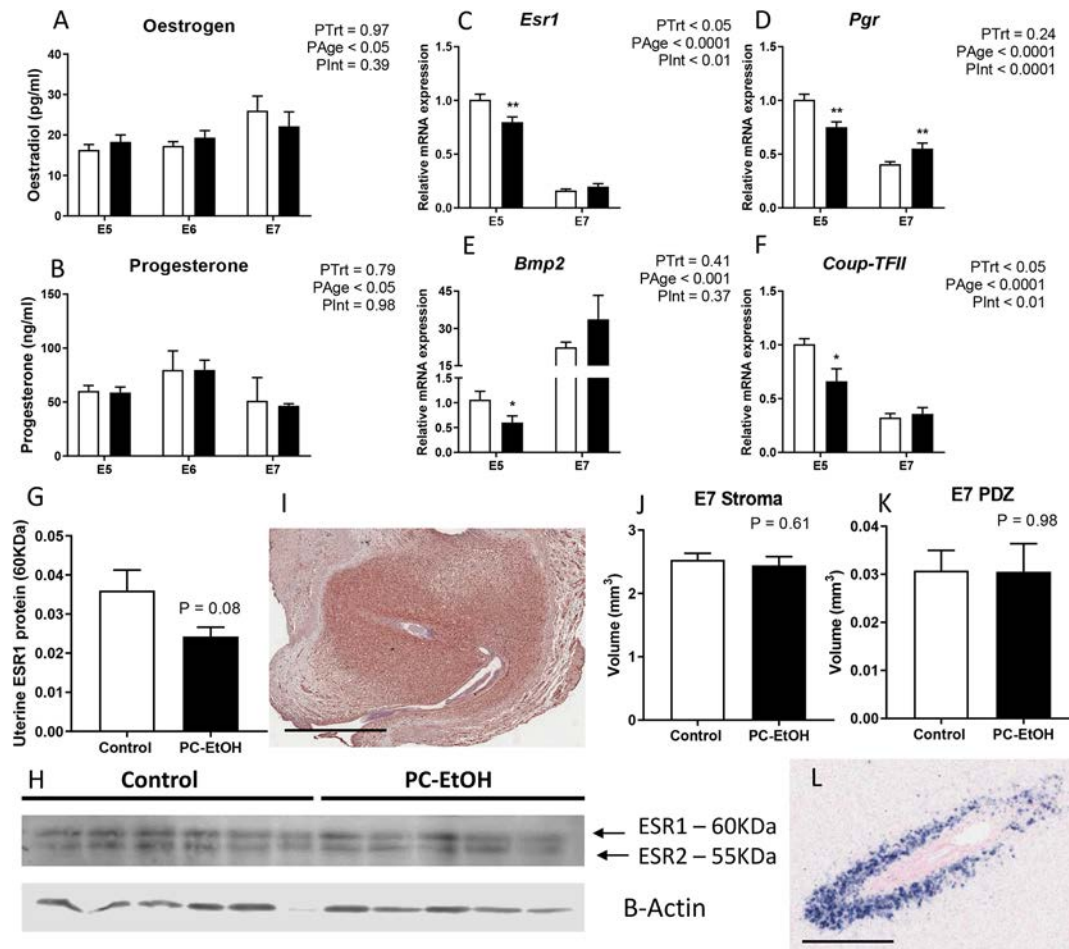 A
Oestrogen
PTrt = 0.97
PAge < 0.05
PInt = 0.39
Oestradiol (pg/ml)
40
30
20
10
0
E5
E6
E7
B
Progesterone
PTrt = 0.79
PAge < 0.05
PInt = 0.98
Progesterone (ng/ml)
150
100
50
0
E5
E6
E7
C
Esr1
PTrt < 0.05
PAge < 0.0001
PInt < 0.01
Relative mRNA expression
1.5
1.0
0.5
0.0
**
E5
E7
D
Pgr
PTrt = 0.24
PAge < 0.0001
PInt < 0.0001
Relative mRNA expression
1.5
1.0
0.5
0.0
**
**
E5
E7
E
Bmp2
PTrt = 0.41
PAge < 0.001
PInt = 0.37
Relative mRNA expression
45
30
15
1.5
1.0
0.5
0.0
*
E5
E7
F
Coup-TFII
PTrt < 0.05
PAge < 0.0001
PInt < 0.01
Relative mRNA expression
1.5
1.0
0.5
0.0
*
E5
E7
G
Uterine ESR1 protein (60KDa)
0.05
0.04
0.03
0.02
0.01
0.00
P = 0.08
Control
PC-EtOH
I
J
E7 Stroma
P = 0.61
Volume (mm³)
3
2
1
0
Control
PC-EtOH
K
E7 PDZ
P = 0.98
Volume (mm³)
0.04
0.03
0.02
0.01
0.00
Control
PC-EtOH
H
Control
PC-EtOH
ESR1 – 60KDa
ESR2 – 55KDa
B-Actin
L